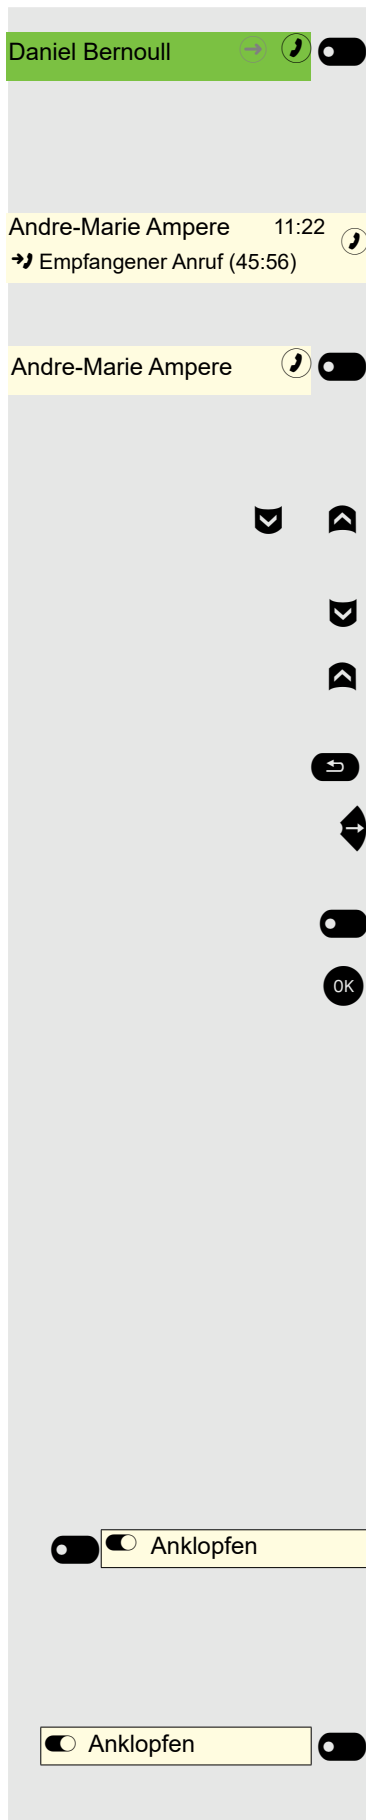 Daniel Bernoull
Andre-Marie Ampere 11:22
Empfangener Anruf (45:56)
Andre-Marie Ampere
OK
Anklopfen
Anklopfen